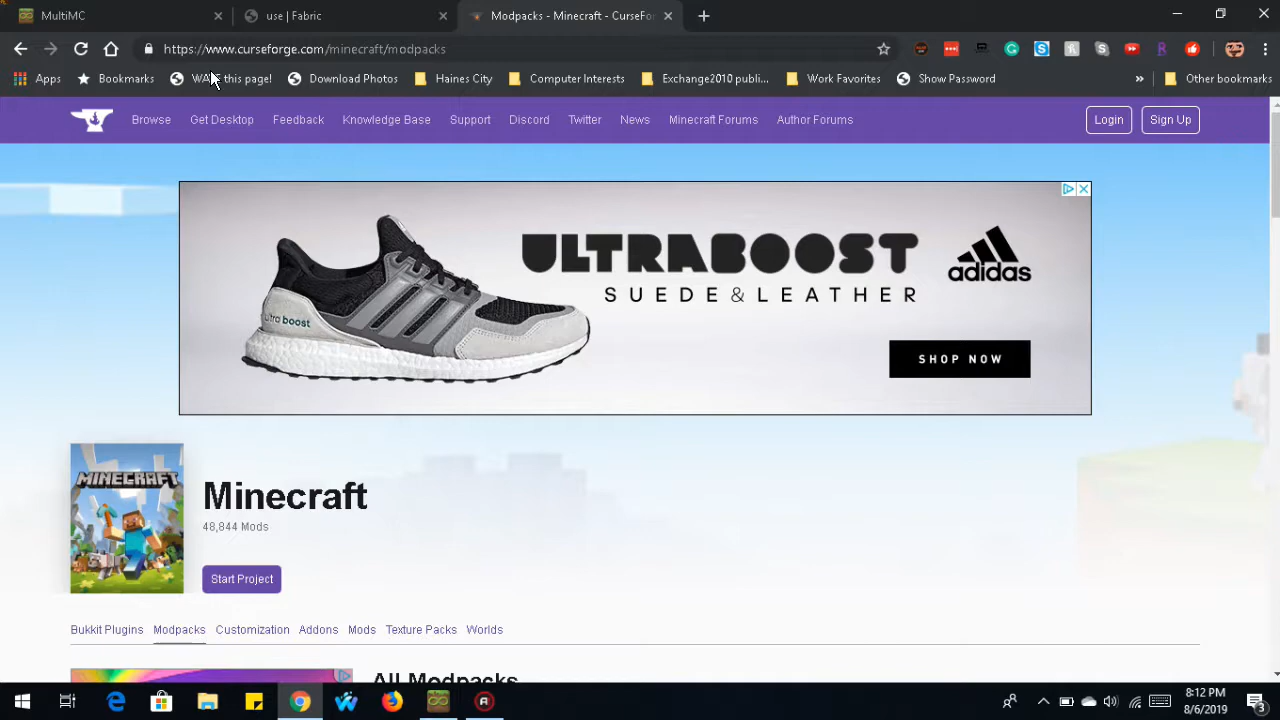 MultiMC
use | Fabric
Modpacks - Minecraft - CurseFo
https://www.curseforge.com/minecraft/modpacks
Apps
Bookmarks
this page!
Download Photos
Haines City
Computer Interests
Exchange2010 publi...
Work Favorites
Show Password
»
Other bookmarks
Browse
Get Desktop
Feedback
Knowledge Base
Support
Discord
Twitter
News
Minecraft Forums
Author Forums
Login
Sign Up
ultra boost
ULTRABOOST
SUEDE & LEATHER
adidas
SHOP NOW
MINECRAFT
Minecraft
48,844 Mods
Start Project
Bukkit Plugins
Modpacks
Customization
Addons
Mods
Texture Packs
Worlds
All Modpacks
8:12 PM
8/6/2019
3